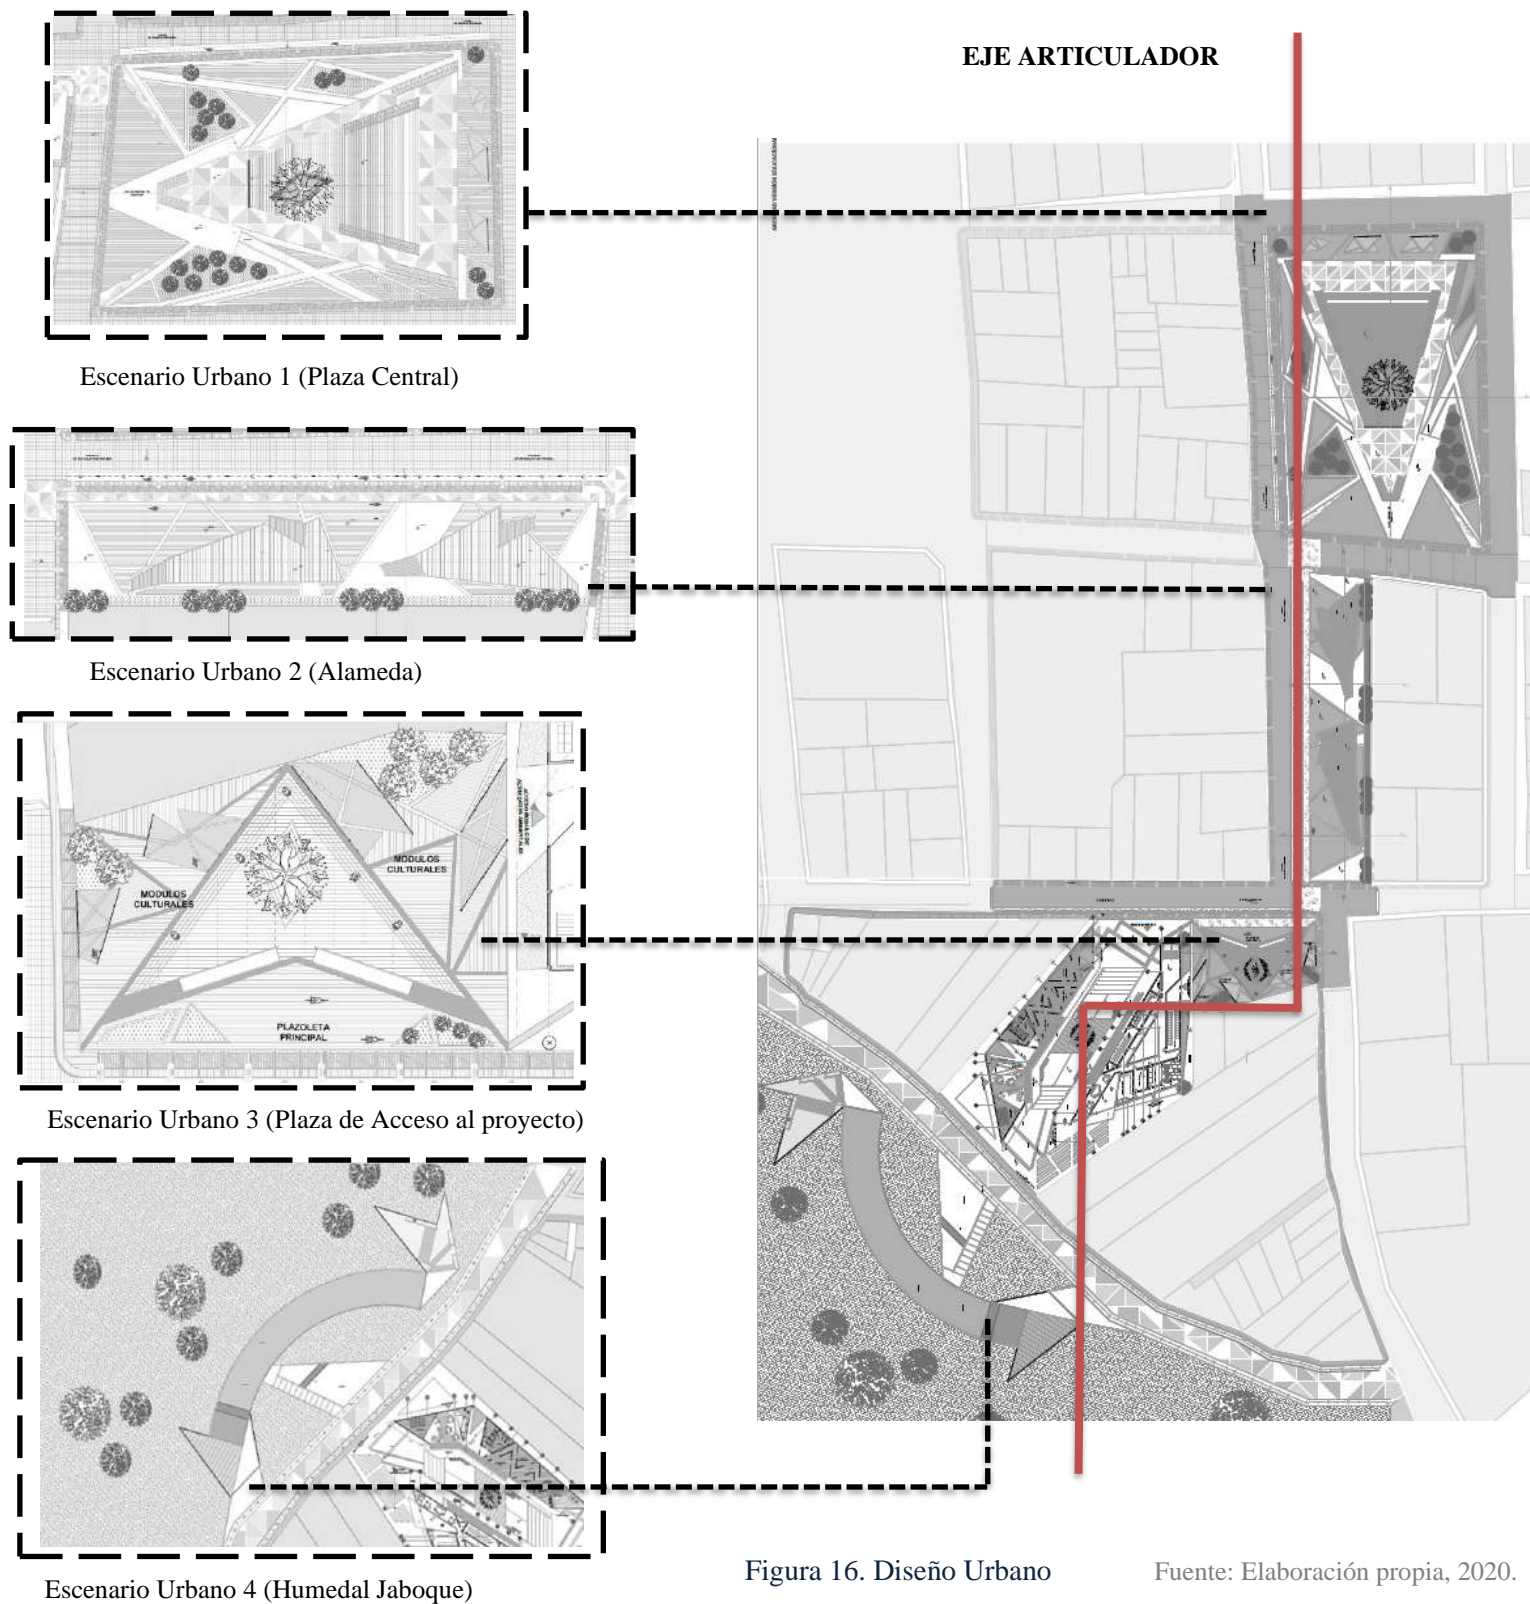 EJE ARTICULADOR
Escenario Urbano 1 (Plaza Central)
Escenario Urbano 2 (Alameda)
MODULOS
CULTURALES
MODULOS
CULTURALES
PLAZOLETA
PRINCIPAL
Escenario Urbano 3 (Plaza de Acceso al proyecto)
Escenario Urbano 4 (Humedal Jaboque)
Figura 16. Diseño Urbano
Fuente: Elaboración propia, 2020.